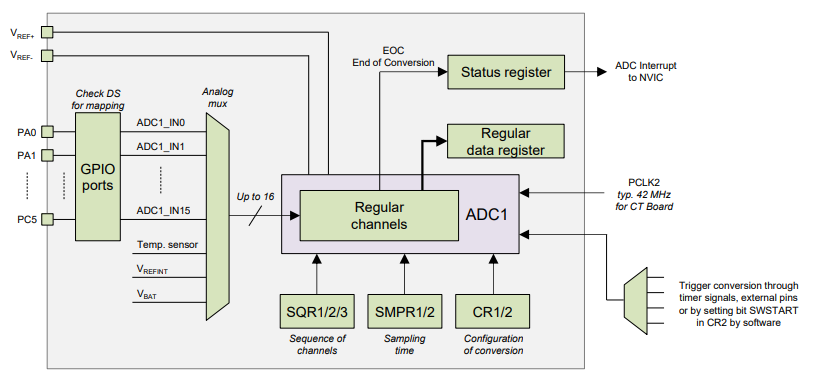 VREF+
VREF-
EOC
End of Conversion
Status register
ADC Interrupt
to NVIC
Check DS
for mapping
Analog
mux
PA0
PA1
PC5
GPIO
ports
ADC1_IN0
ADC1_IN1
ADC1_IN15
Temp. sensor
VREFINT
VBAT
Up to 16
Regular
data register
Regular
channels
ADC1
PCLK2
typ. 42 MHz
for CT Board
SQR1/2/3
SMPR1/2
CR1/2
Sequence of
channels
Sampling
time
Configuration
of conversion
Trigger conversion through
timer signals, external pins
or by setting bit SWSTART
in CR2 by software